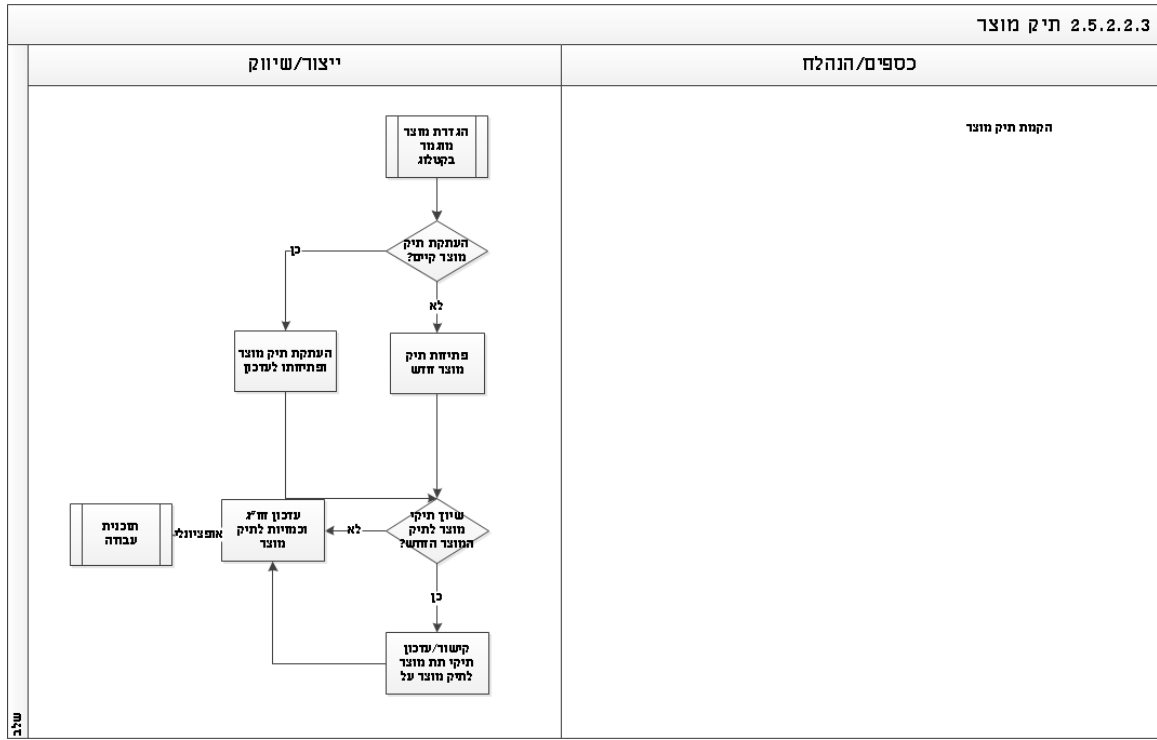 2.5.2.2.3 תיק מוצר
כספים/הנהלח
ייצור/שיווק
הקמת תיק מוצר
הגדרת מוצר
מוגמר
בקטלוג
העתקת תיק
מוצר קיים?
כן
לא
פתיחת תיק
מוצר חדש
העתקת תיק מוצר
ופתיחתו לעדכון
שיוך תיקי
מוצר לתיק
המוצר החדש?
לא
עדכון חו"ג
וכמויות לתיק
מוצר
אופציונלי
תוכנית
עבודה
כן
קישור/עדכון
תיקי תת מוצר
לתיק מוצר על
שלב